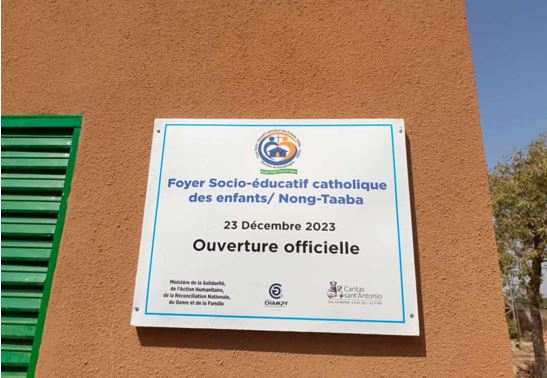 Foyer Socio-éducatif catholique
des enfants/ Nong-Taaba
23 Décembre 2023
Ouverture officielle
Ministère de la Solidarité,
de l'Action Humanitaire,
de la Réconciliation Nationale,
du Genre et de la Famille
CHAMPY
Caritas
sant'Antonio